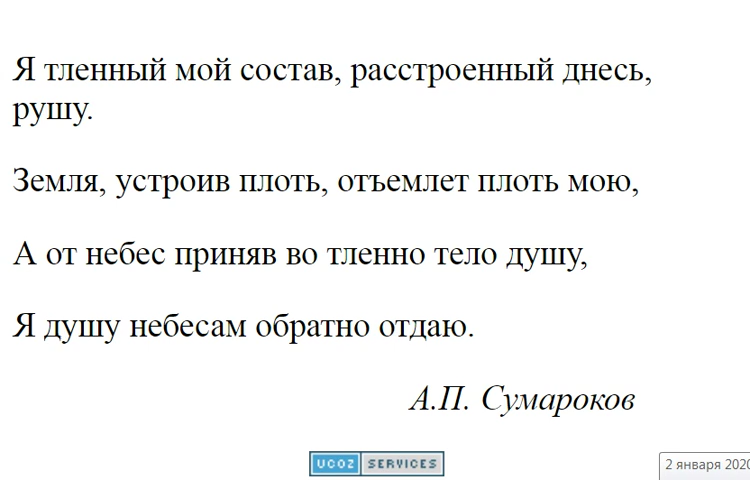 Я тленный мой состав, расстроенный днесь,
рушу.
Земля, устроив плоть, отъемлет плоть мою,
А от небес приняв во тленно тело душу,
Я душу небесам обратно отдаю.
А.П. Сумароков
UCOZ SERVICES
2 января 2020